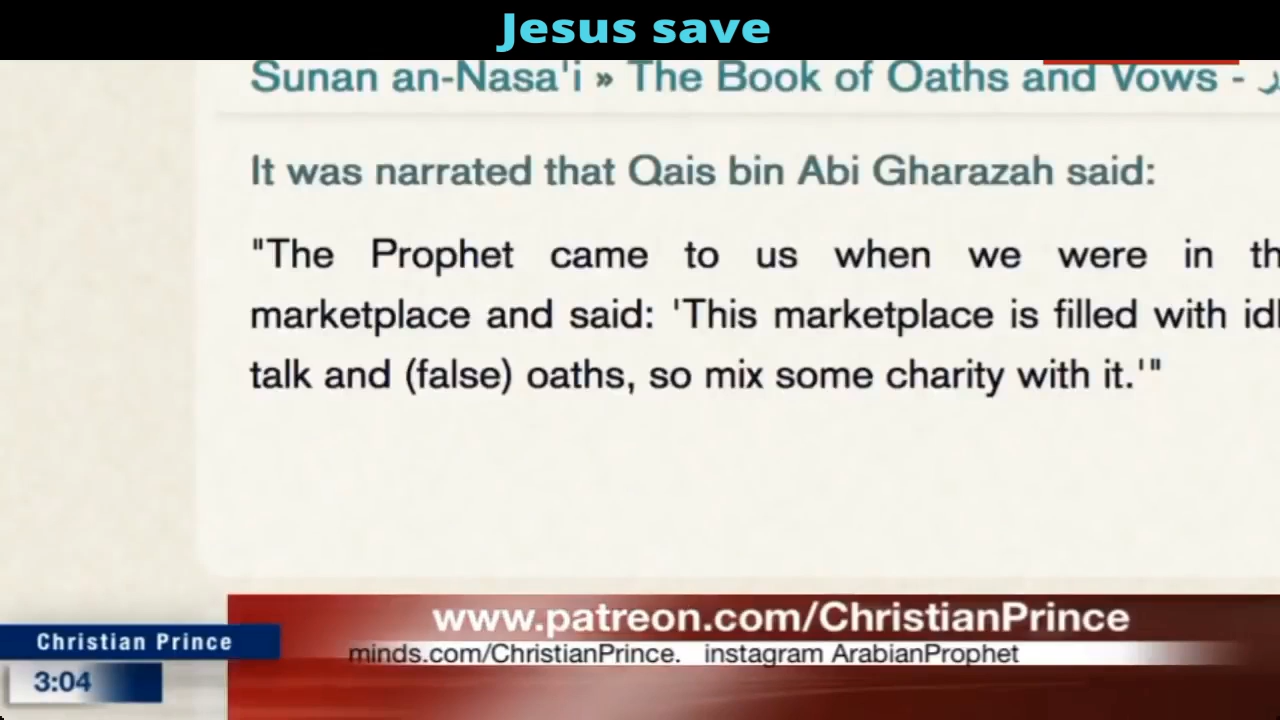 Jesus save
Sunan an-Nasa'i » The Book of Oaths and Vows -
It was narrated that Qais bin Abi Gharazah said:
"The Prophet came to us when we were in th
marketplace and said: 'This marketplace is filled with idl
talk and (false) oaths, so mix some charity with it.'"
www.patreon.com/ChristianPrince
Christian Prince
minds.com/ChristianPrince. instagram ArabianProphet
3:04